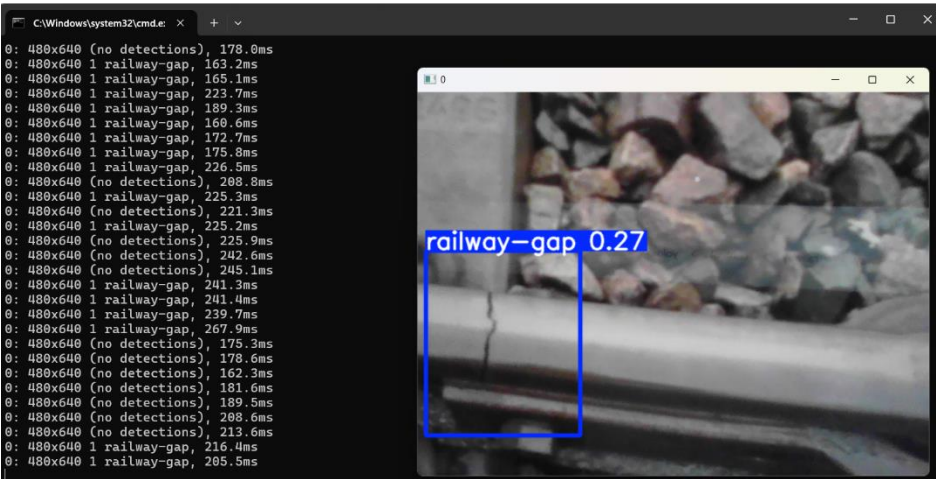 C:\Windows\system32\cmd.e:
0: 480x640 (no detections), 178.0ms
0: 480x640 1 railway-gap, 163.2ms
0: 480x640 1 railway-gap, 165.1ms
0: 480x640 1 railway-gap, 223.7ms
0: 480x640 1 railway-gap, 189.3ms
0: 480x640 1 railway-gap, 160.6ms
0: 480x640 1 railway-gap, 172.7ms
0: 480x640 1 railway-gap, 175.8ms
0: 480x640 1 railway-gap, 226.5ms
0: 480x640 (no detections), 208.8ms
0: 480x640 1 railway-gap, 225.3ms
0: 480x640 (no detections), 221.3ms
0: 480x640 1 railway-gap, 225.2ms
0: 480x640 (no detections), 225.9ms
0: 480x640 (no detections), 242.6ms
0: 480x640 (no detections), 245.1ms
0: 480x640 1 railway-gap, 241.3ms
0: 480x640 1 railway-gap, 241.4ms
0: 480x640 1 railway-gap, 239.7ms
0: 480x640 1 railway-gap, 267.9ms
0: 480x640 (no detections), 175.3ms
0: 480x640 (no detections), 178.6ms
0: 480x640 (no detections), 162.3ms
0: 480x640 (no detections), 181.6ms
0: 480x640 (no detections), 189.5ms
0: 480x640 (no detections), 208.6ms
0: 480x640 (no detections), 213.6ms
0: 480x640 1 railway-gap, 216.4ms
0: 480x640 1 railway-gap, 205.5ms
0
railway-gap 0.27